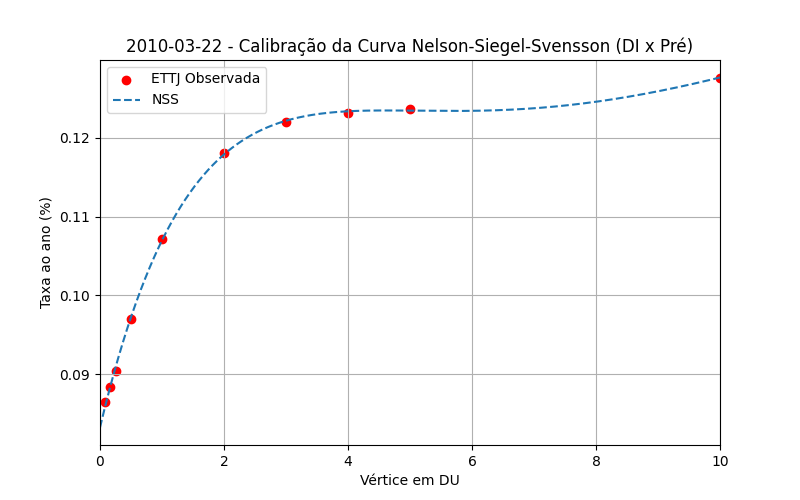 2010-03-22 - Calibração da Curva Nelson-Siegel-Svensson (DI x Pré)
ETTJ Observada
NSS
Taxa ao ano (%)
0.12
0.11
0.10
0.09
0 2 4 6 8 10
Vértice em DU